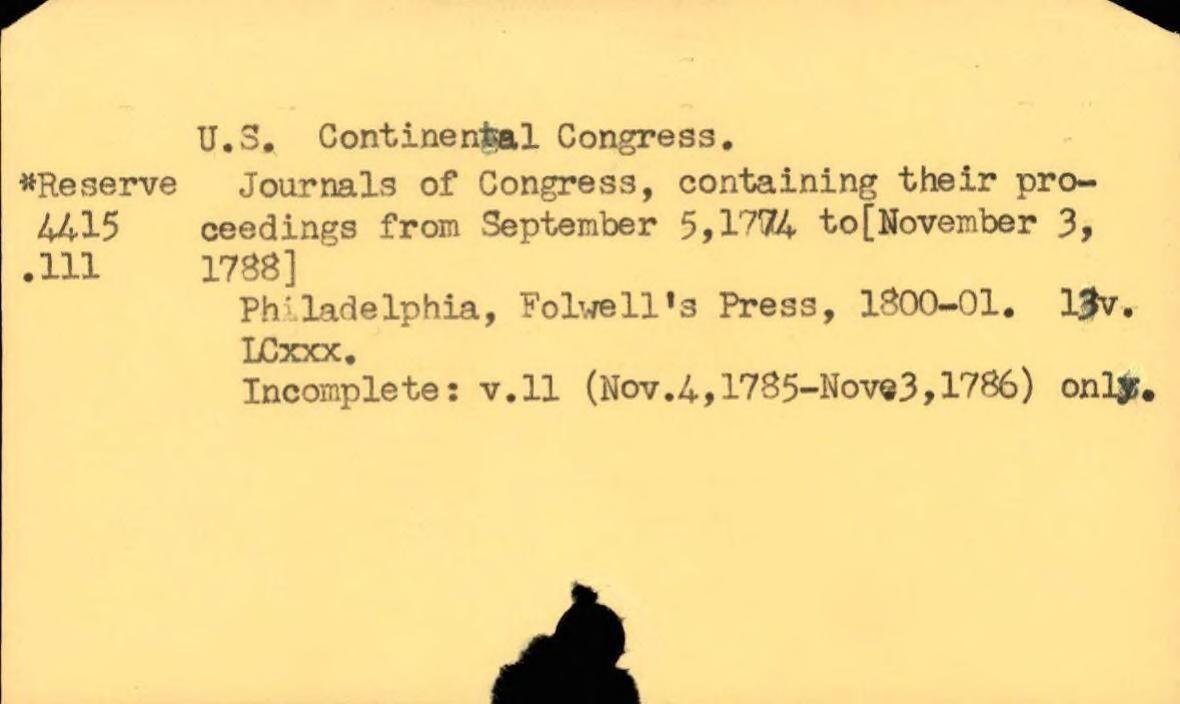 U.S. Continental Congress.
*Reserve Journals of Congress, containing their pro-
4415 ceedings from September 5,1774 to[November 3,
.111 1788]
Philadelphia, Folwell's Press, 1800-01. 13v.
LCxxx.
Incomplete: v.11 (Nov.4,1785-Nov.3,1786) only.